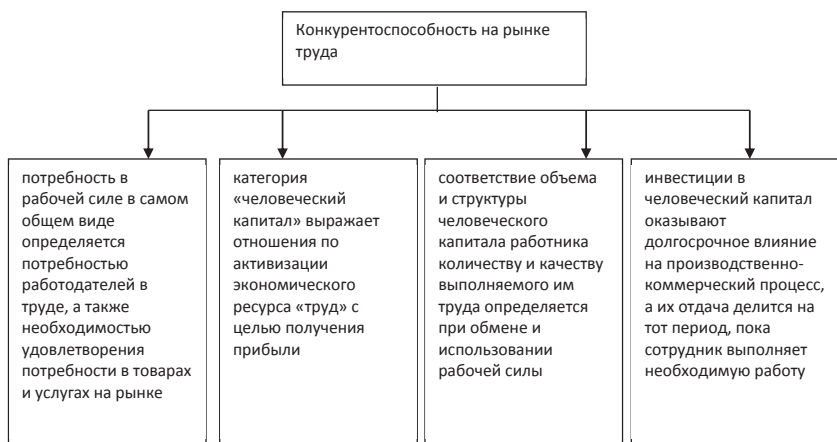 Конкурентоспособность на рынке
труда
потребность в
рабочей силе в самом
общем виде
определяется
потребностью
работодателей в
труде, а также
необходимостью
удовлетворения
потребности в товарах
и услугах на рынке
категория
«человеческий
капитал» выражает
отношения по
активизации
экономического
ресурса «труд» с
целью получения
прибыли
соответствие объема
и структуры
человеческого
капитала работника
количеству и качеству
выполняемого им
труда определяется
при обмене и
использовании
рабочей силы
инвестиции в
человеческий капитал
оказывают
долгосрочное влияние
на производственно-
коммерческий процесс,
а их отдача делится на
тот период, пока
сотрудник выполняет
необходимую работу